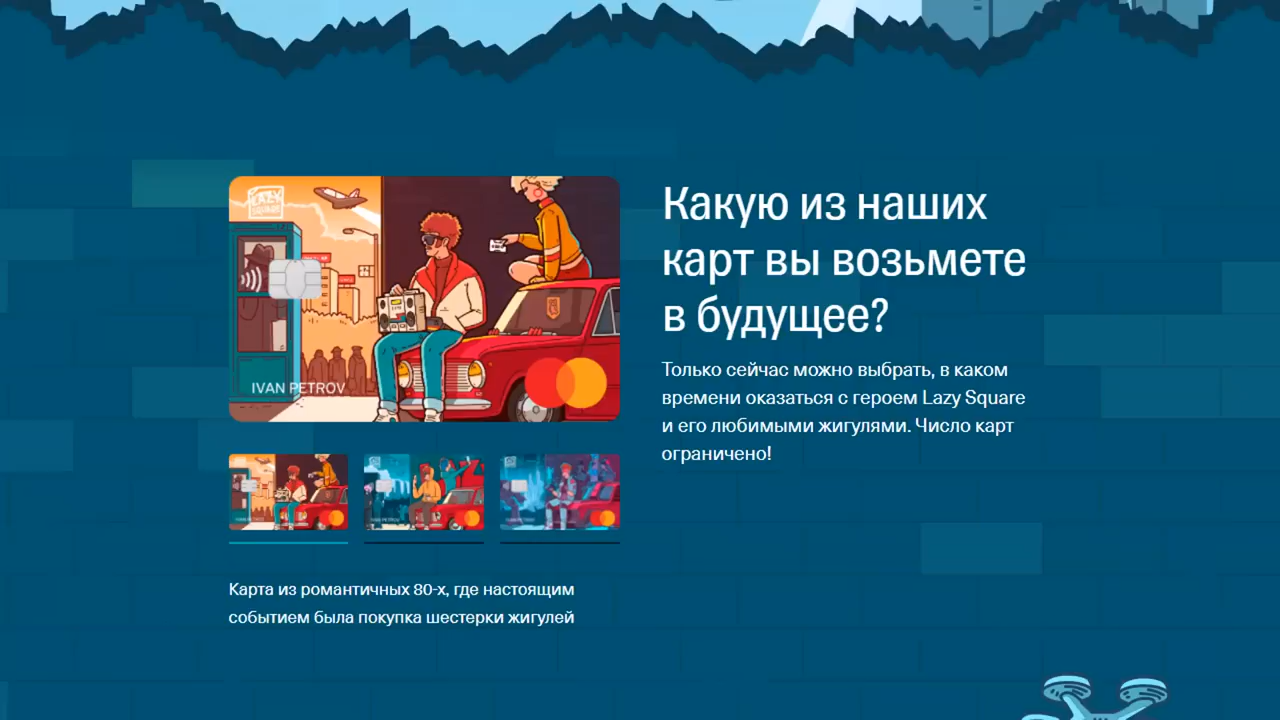 LAZY
SQUARE
IVAN PETROV
Какую из наших
карт вы возьмете
в будущее?
Только сейчас можно выбрать, в каком
времени оказаться с героем Lazy Square
и его любимыми жигулями. Число карт
ограничено!
Карта из романтичных 80-х, где настоящим
событием была покупка шестерки жигулей